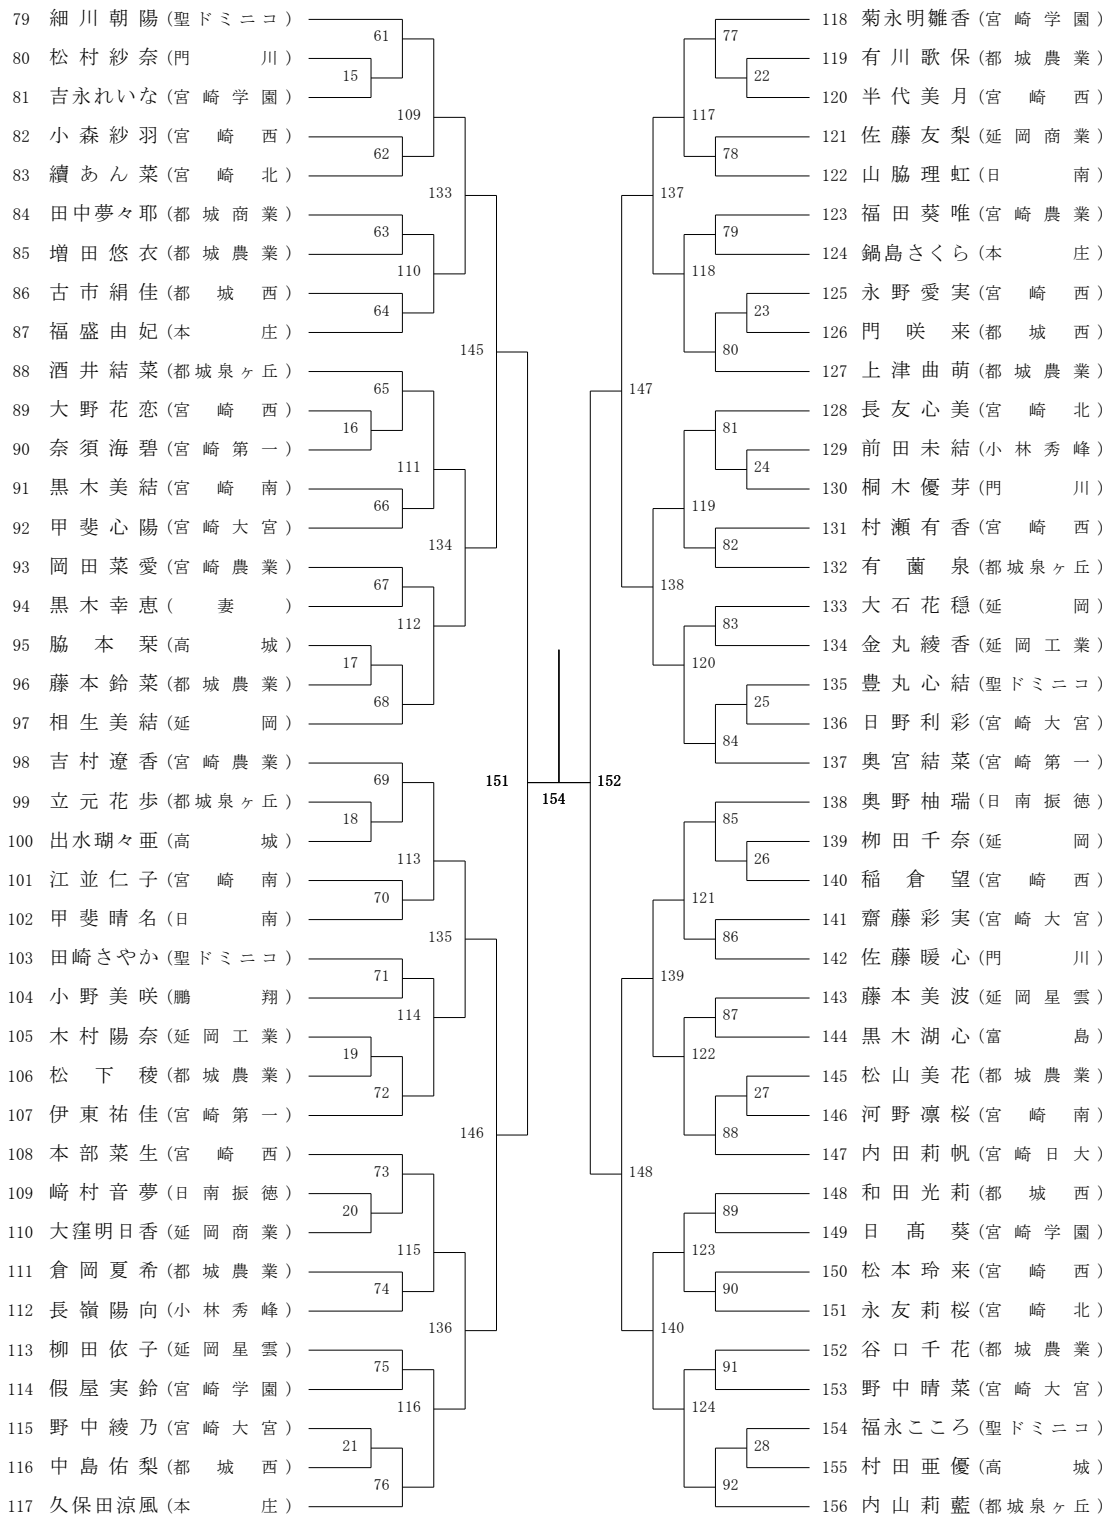 79 細川朝陽(聖ドミニコ)
61
80 松村紗奈(門川)
15
81 吉永れいな(宮崎学園)
109
82 小森紗羽(宮崎西)
62
83 續あん菜(宮崎北)
133
84 田中夢々耶(都城商業)
63
85 増田悠衣(都城農業)
110
86 古市絹佳(都城西)
64
87 福盛由妃(本庄)
145
88 酒井結菜(都城泉ヶ丘)
65
89 大野花恋(宮崎西)
16
90 奈須海碧(宮崎第一)
111
91 黒木美結(宮崎南)
66
92 甲斐心陽(宮崎大宮)
134
93 岡田菜愛(宮崎農業)
67
94 黒木幸恵(妻)
112
95 脇本栞(高城)
17
96 藤本鈴菜(都城農業)
68
97 相生美結(延岡)
98 吉村遼香(宮崎農業)
69
151
99 立元花歩(都城泉ヶ丘)
18
100 出水瑚々亜(高城)
113
101 江並仁子(宮崎南)
70
102 甲斐晴名(日南)
135
103 田崎さやか(聖ドミニコ)
71
104 小野美咲(鵬翔)
114
105 木村陽奈(延岡工業)
19
106 松下稜(都城農業)
72
107 伊東祐佳(宮崎第一)
146
108 本部菜生(宮崎西)
73
109 﨑村音夢(日南振徳)
20
110 大窪明日香(延岡商業)
115
111 倉岡夏希(都城農業)
74
112 長嶺陽向(小林秀峰)
136
113 柳田依子(延岡星雲)
75
114 假屋実鈴(宮崎学園)
116
115 野中綾乃(宮崎大宮)
21
116 中島佑梨(都城西)
76
117 久保田涼風(本庄)
154
118 菊永明雛香(宮崎学園)
77
119 有川歌保(都城農業)
22
120 半代美月(宮崎西)
117
121 佐藤友梨(延岡商業)
78
122 山脇理虹(日南)
137
123 福田葵唯(宮崎農業)
79
124 鍋島さくら(本庄)
118
125 永野愛実(宮崎西)
23
126 門咲来(都城西)
80
127 上津曲萌(都城農業)
147
128 長友心美(宮崎北)
81
129 前田未結(小林秀峰)
24
130 桐木優芽(門川)
119
131 村瀬有香(宮崎西)
82
132 有薗泉(都城泉ヶ丘)
138
133 大石花穏(延岡)
83
134 金丸綾香(延岡工業)
120
135 豊丸心結(聖ドミニコ)
25
136 日野利彩(宮崎大宮)
84
137 奥宮結菜(宮崎第一)
152
138 奥野柚瑞(日南振徳)
85
139 栁田千奈(延岡)
26
140 稲倉望(宮崎西)
121
141 齋藤彩実(宮崎大宮)
86
142 佐藤暖心(門川)
139
143 藤本美波(延岡星雲)
87
144 黒木湖心(富島)
122
145 松山美花(都城農業)
27
146 河野凛桜(宮崎南)
88
147 内田莉帆(宮崎日大)
148
148 和田光莉(都城西)
89
149 日髙葵(宮崎学園)
123
150 松本玲来(宮崎西)
90
151 永友莉桜(宮崎北)
140
152 谷口千花(都城農業)
91
153 野中晴菜(宮崎大宮)
124
154 福永こころ(聖ドミニコ)
28
155 村田亜優(高城)
92
156 内山莉藍(都城泉ヶ丘)